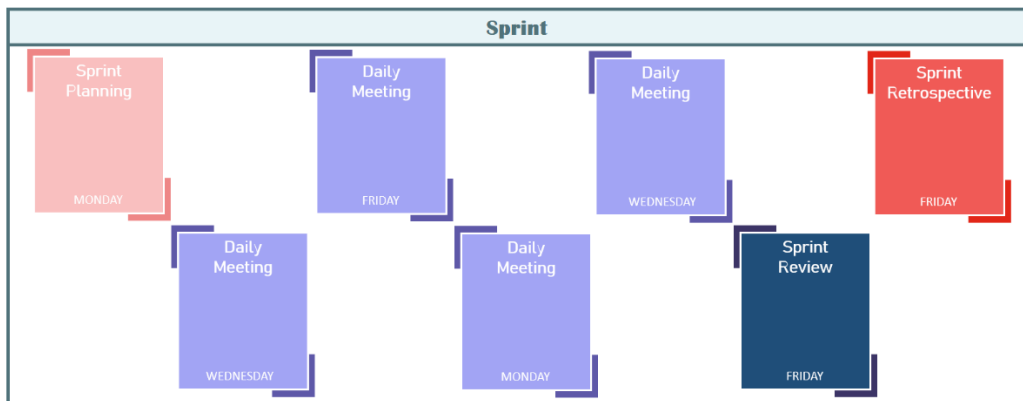 Sprint
Sprint
Planning
MONDAY
Daily
Meeting
WEDNESDAY
Daily
Meeting
FRIDAY
Daily
Meeting
MONDAY
Daily
Meeting
WEDNESDAY
Sprint
Review
FRIDAY
Sprint
Retrospective
FRIDAY